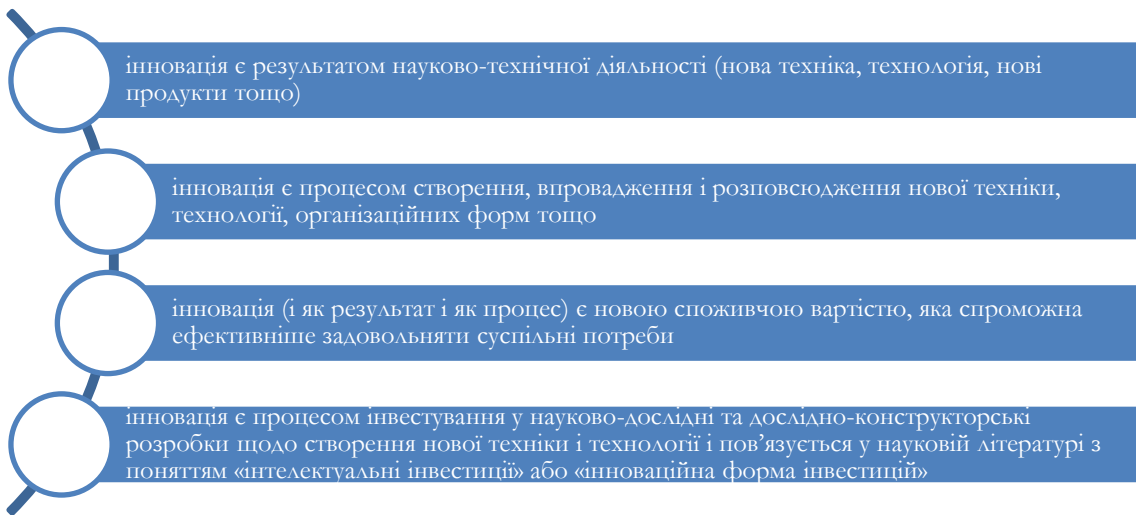 інновація є результатом науково-технічної діяльності (нова техніка, технологія, нові
продукти тощо)
інновація є процесом створення, впровадження і розповсюдження нової техніки,
технології, організаційних форм тощо
інновація (і як результат і як процес) є новою споживчою вартістю, яка спроможна
ефективніше задовольняти суспільні потреби
інновація є процесом інвестування у науково-дослідні та дослідно-конструкторські
розробки щодо створення нової техніки і технології і пов’язується у науковій літературі з
поняттям «інтелектуальні інвестиції» або «інноваційна форма інвестицій»